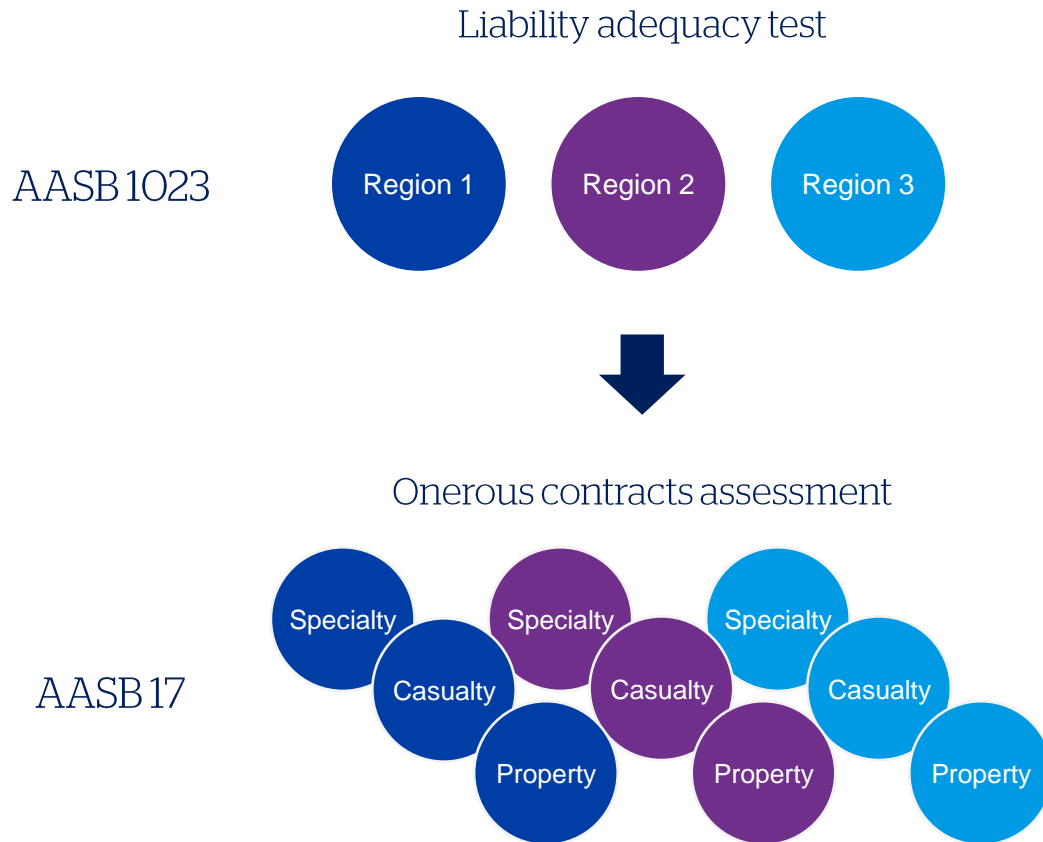 Liability adequacy test
AASB 1023
Region 1
Region 2
Region 3
Onerous contracts assessment
AASB 17
Specialty
Casualty
Property
Specialty
Casualty
Property
Specialty
Casualty
Property